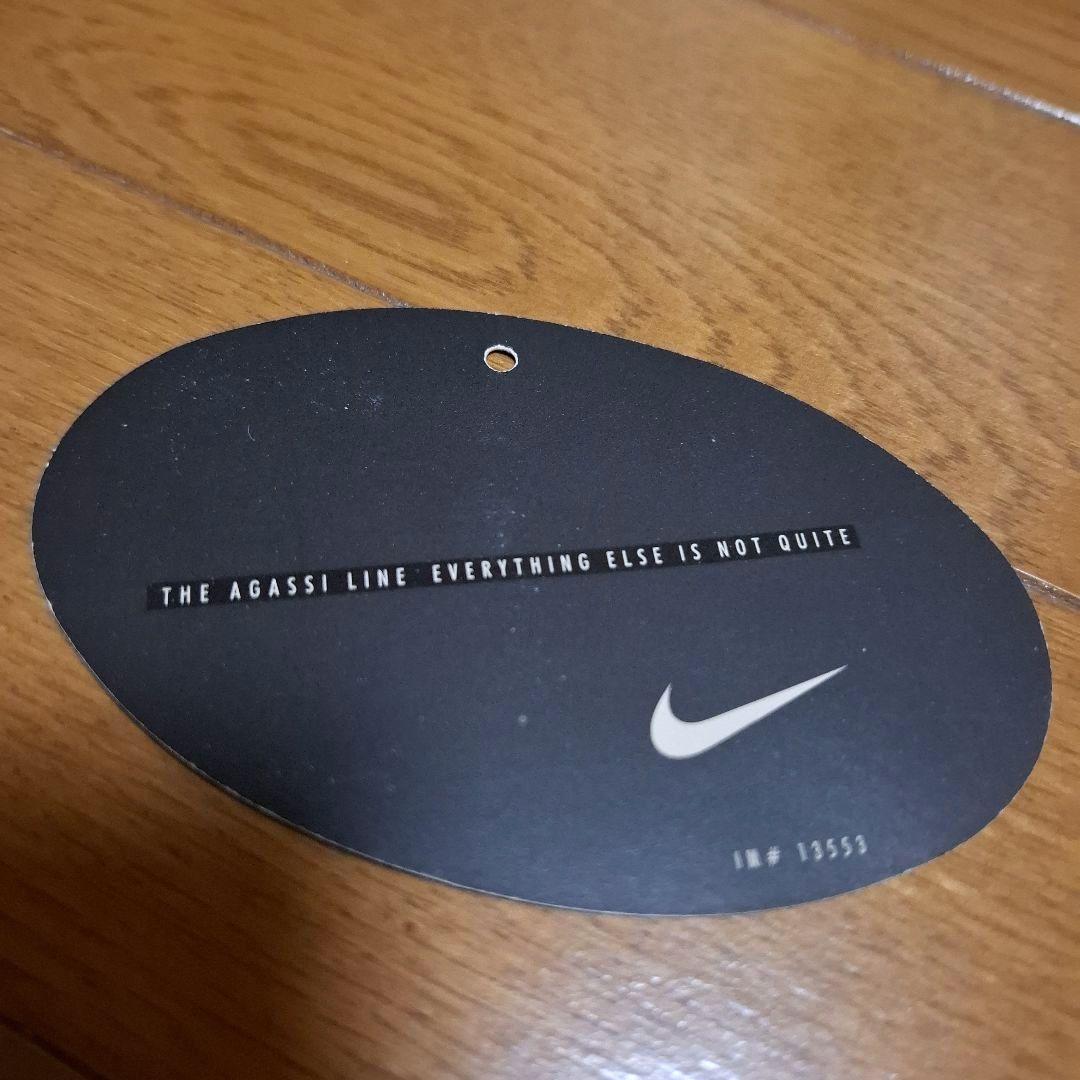 THE AGASSI LINE EVERYTHING ELSE IS NOT QUITE
IM# 13553